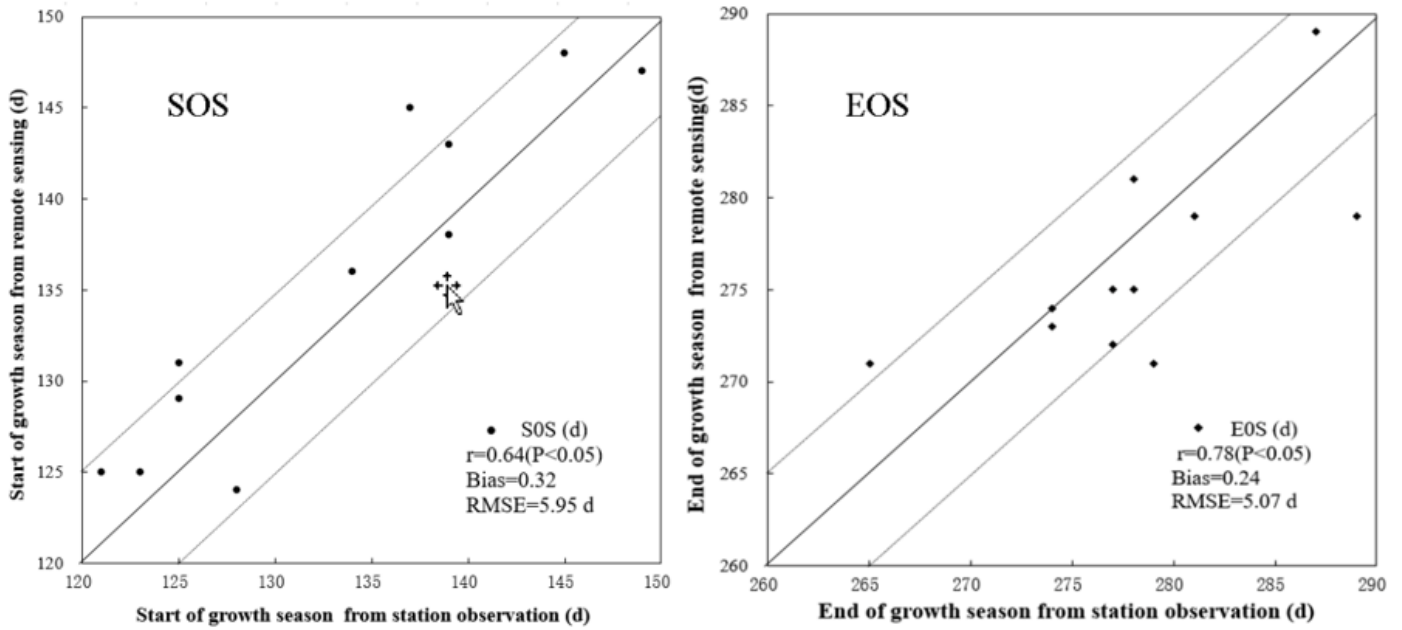 SOS
Start of growth season from remote sensing (d)
150
145
140
135
130
125
120
120 125 130 135 140 145 150
Start of growth season from station observation (d)
S0S (d)
r=0.64(P<0.05)
Bias=0.32
RMSE=5.95 d
EOS
End of growth season from remote sensing(d)
290
285
280
275
270
265
260
260 265 270 275 280 285 290
End of growth season from station observation (d)
E0S (d)
r=0.78(P<0.05)
Bias=0.24
RMSE=5.07 d